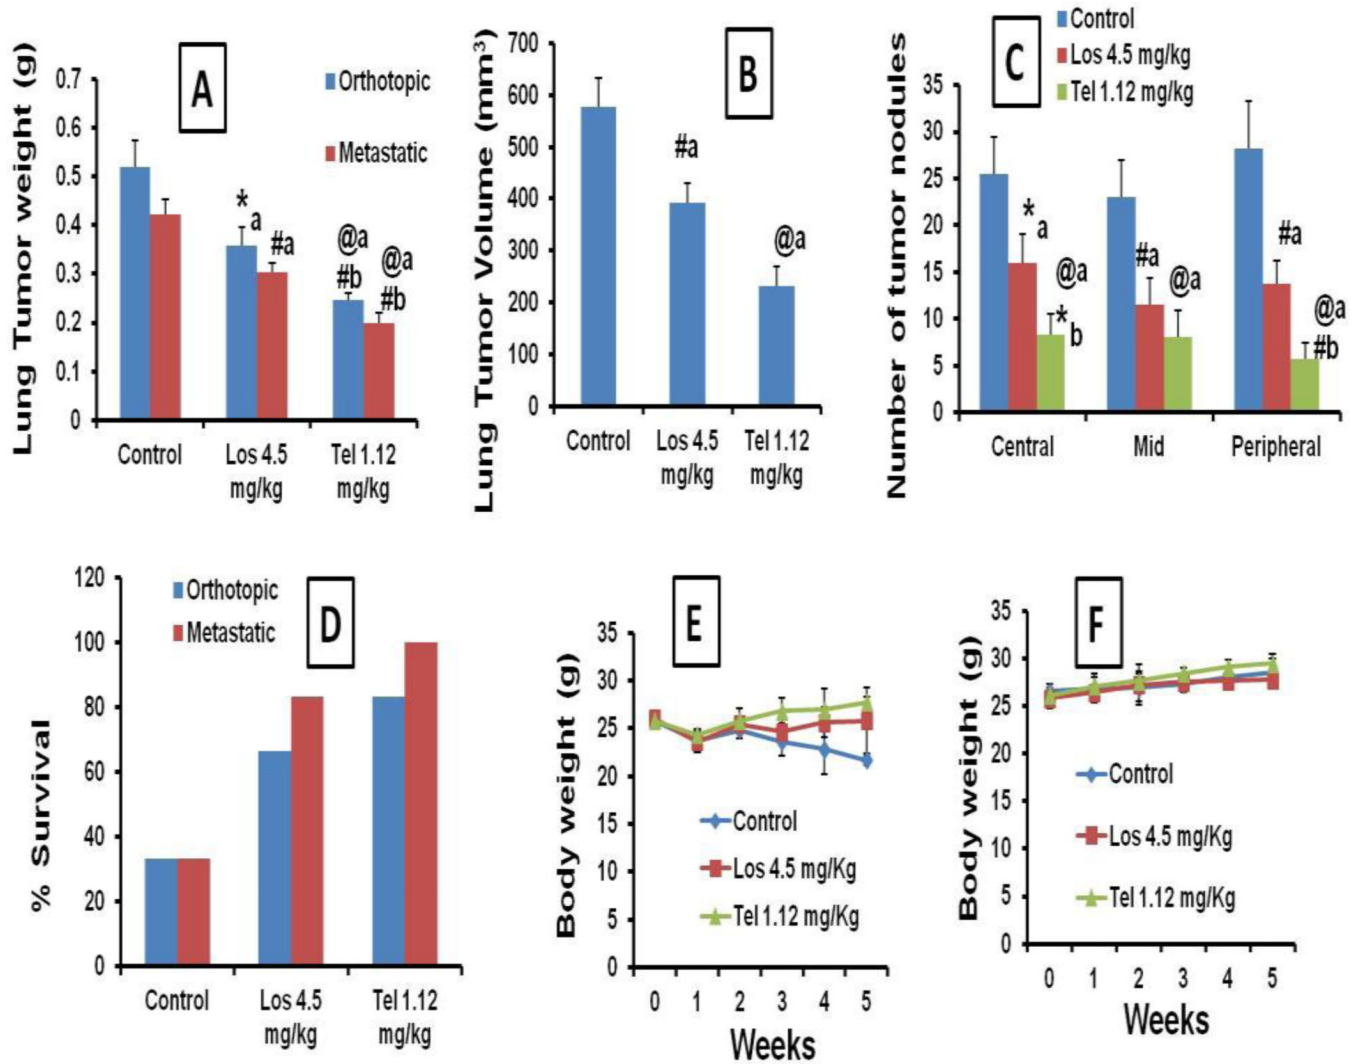 A
Lung Tumor weight (g)
0.7
0.6
0.5
0.4
0.3
0.2
0.1
0
Orthotopic
Metastatic
*
a
#a
@a
#b
@a
#b
Control
Los 4.5
mg/kg
Tel 1.12
mg/kg
B
Lung Tumor Volume (mm³)
700
600
500
400
300
200
100
0
#a
@a
Control
Los 4.5
mg/kg
Tel 1.12
mg/kg
C
Number of tumor nodules
Control
Los 4.5 mg/kg
Tel 1.12 mg/kg
35
30
25
20
15
10
5
0
*
a
@a
*
b
#a
@a
#a
@a
#b
Central
Mid
Peripheral
D
% Survival
120
100
80
60
40
20
0
Orthotopic
Metastatic
Control
Los 4.5
mg/kg
Tel 1.12
mg/kg
E
Body weight (g)
35
30
25
20
15
10
5
0
Control
Los 4.5 mg/Kg
Tel 1.12 mg/Kg
0 1 2 3 4 5
Weeks
F
Body weight (g)
35
30
25
20
15
10
5
0
Control
Los 4.5 mg/Kg
Tel 1.12 mg/Kg
0 1 2 3 4 5
Weeks